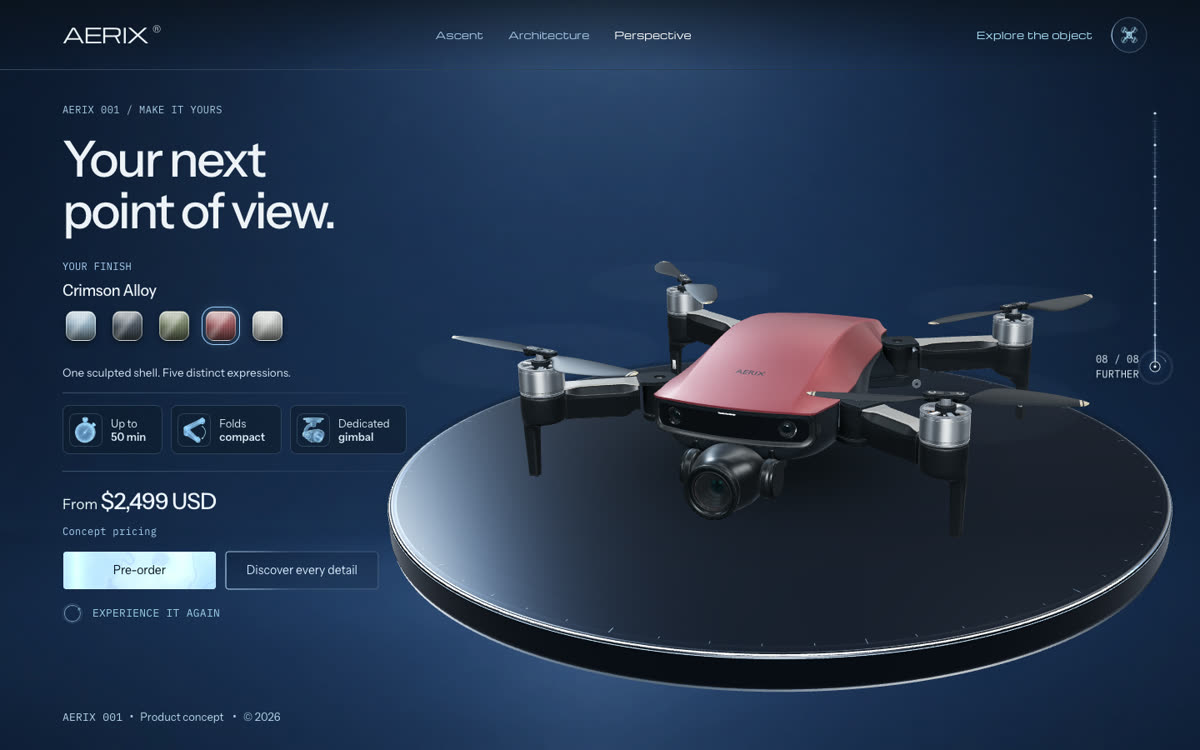 AERIX ®
Ascent
Architecture
Perspective
Explore the object
AERIX 001 / MAKE IT YOURS
Your next
point of view.
YOUR FINISH
Crimson Alloy
One sculpted shell. Five distinct expressions.
Up to
50 min
Folds
compact
Dedicated
gimbal
From $2,499 USD
Concept pricing
Pre-order
Discover every detail
EXPERIENCE IT AGAIN
AERIX
08 / 08
FURTHER
AERIX 001 • Product concept • © 2026